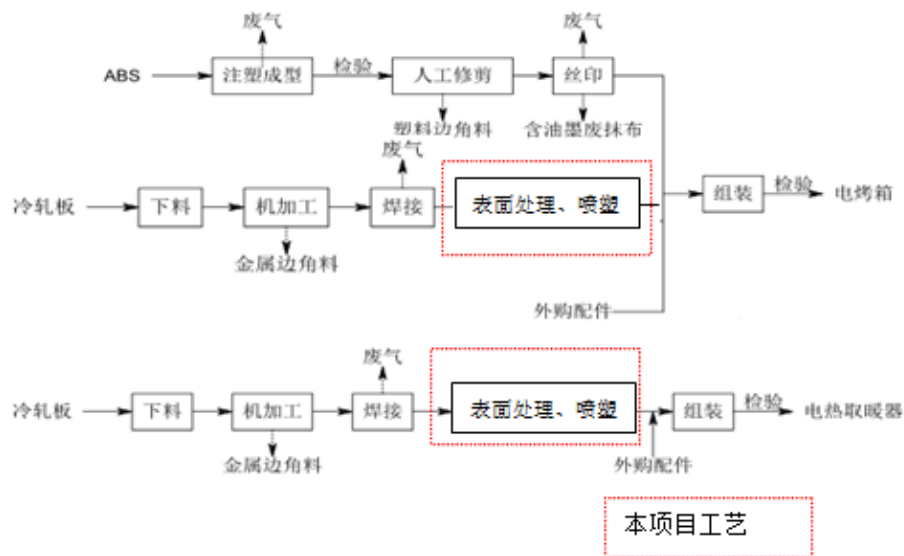 废气
废气
ABS
注塑成型
检验
人工修剪
丝印
塑料边角料
含油墨废抹布
废气
冷轧板
下料
机加工
焊接
表面处理、喷塑
组装
检验
电烤箱
金属边角料
外购配件
废气
冷轧板
下料
机加工
焊接
表面处理、喷塑
组装
检验
电热取暖器
金属边角料
外购配件
本项目工艺